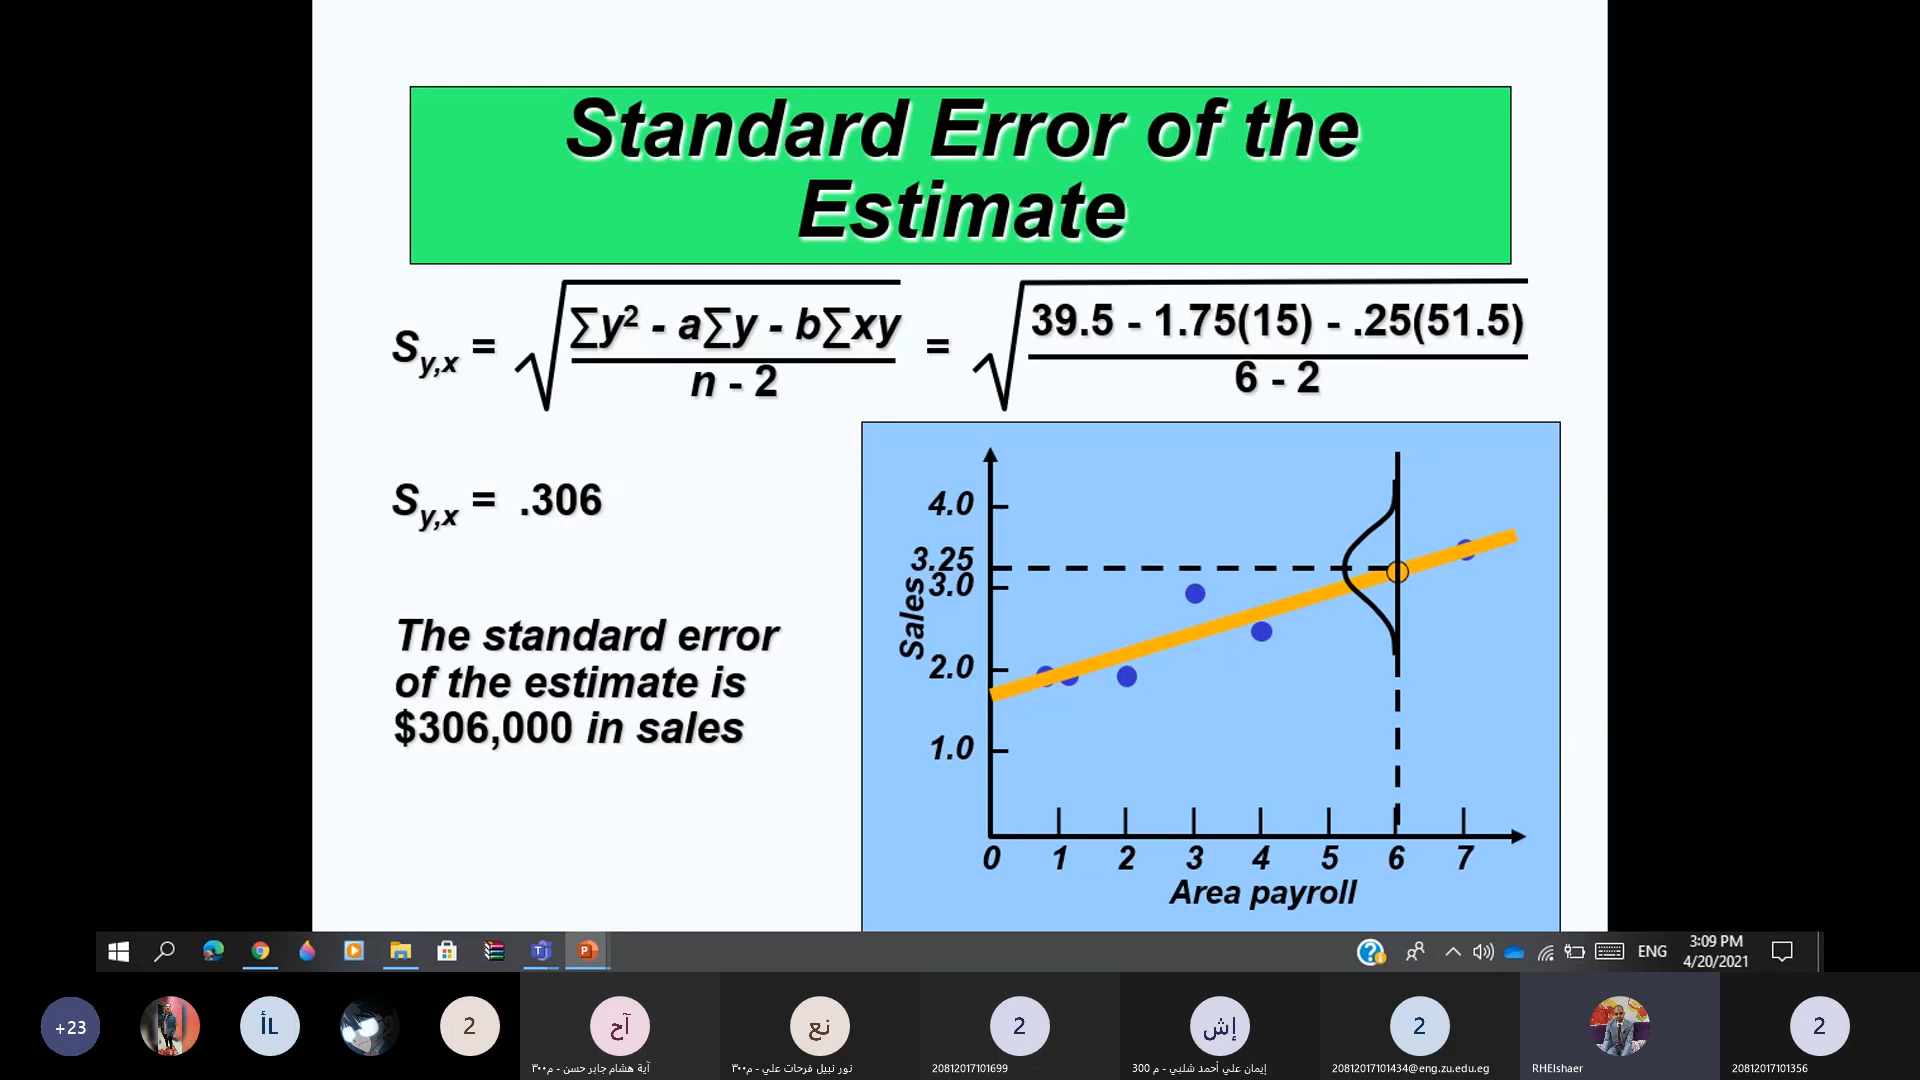 Standard Error of the
Estimate
Sy,x = √ ∑y² - a∑y - b∑xy / n - 2 = √ 39.5 - 1.75(15) - .25(51.5) / 6 - 2
Sy,x = .306
The standard error
of the estimate is
$306,000 in sales
4.0
3.25
3.0
2.0
1.0
Sales
0 1 2 3 4 5 6 7
Area payroll
ENG
3:09 PM
4/20/2021
+23
أأ
2
آح
نع
2
إش
2
2
آية هشام جابر حسن - م٣٠٠
نور نبيل فرحات علي - م٣٠٠
20812017101699
إيمان علي أحمد شلبي - م 300
20812017101434@eng.zu.edu.eg
RHElshaer
20812017101356